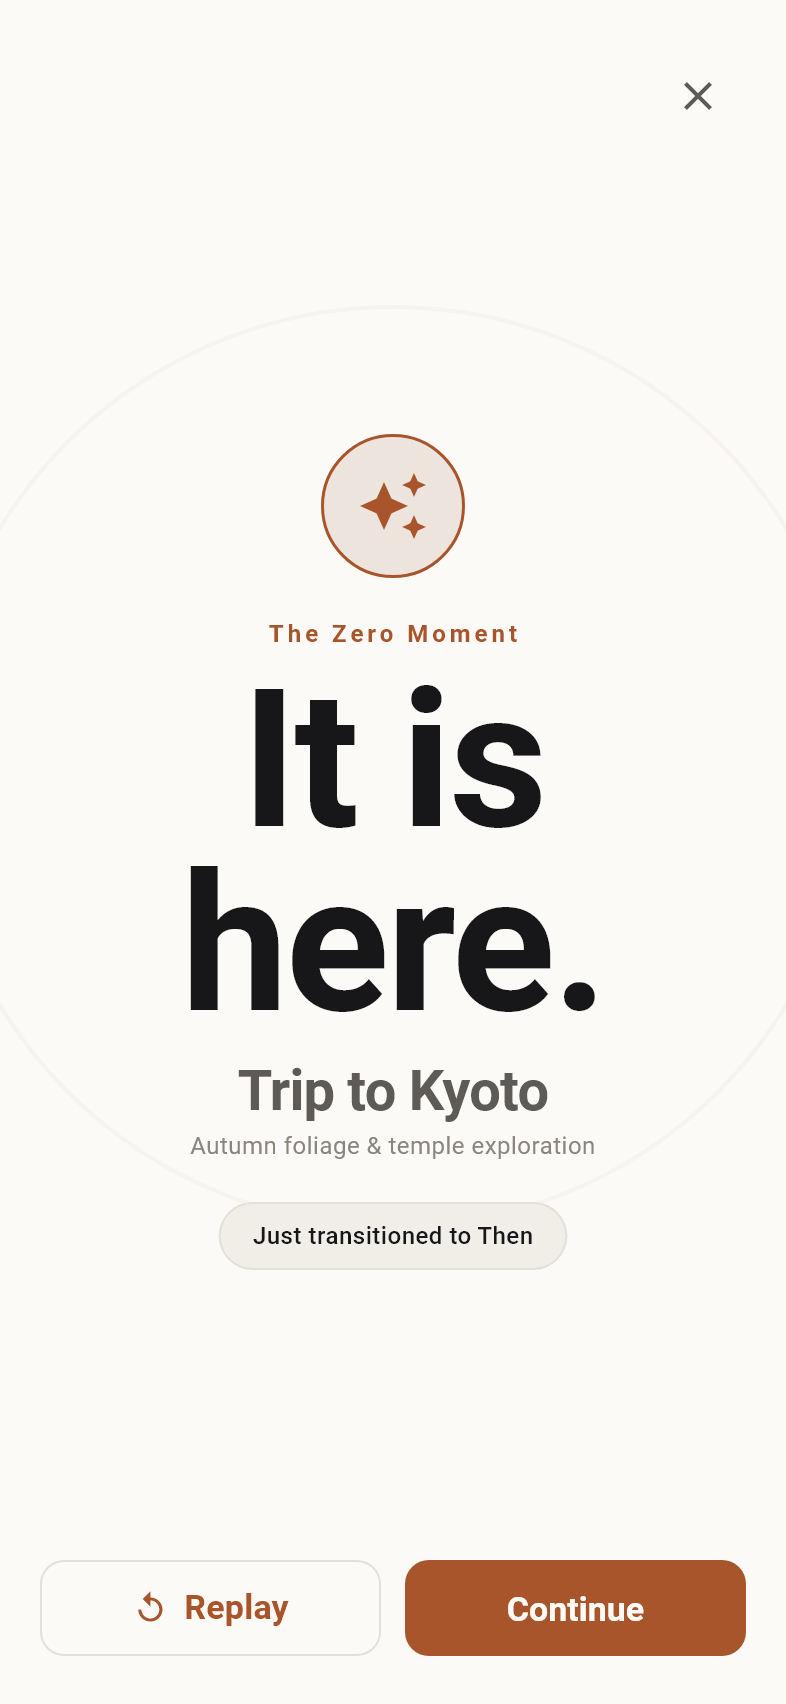 The Zero Moment
It is
here.
Trip to Kyoto
Autumn foliage & temple exploration
Just transitioned to Then
Replay
Continue